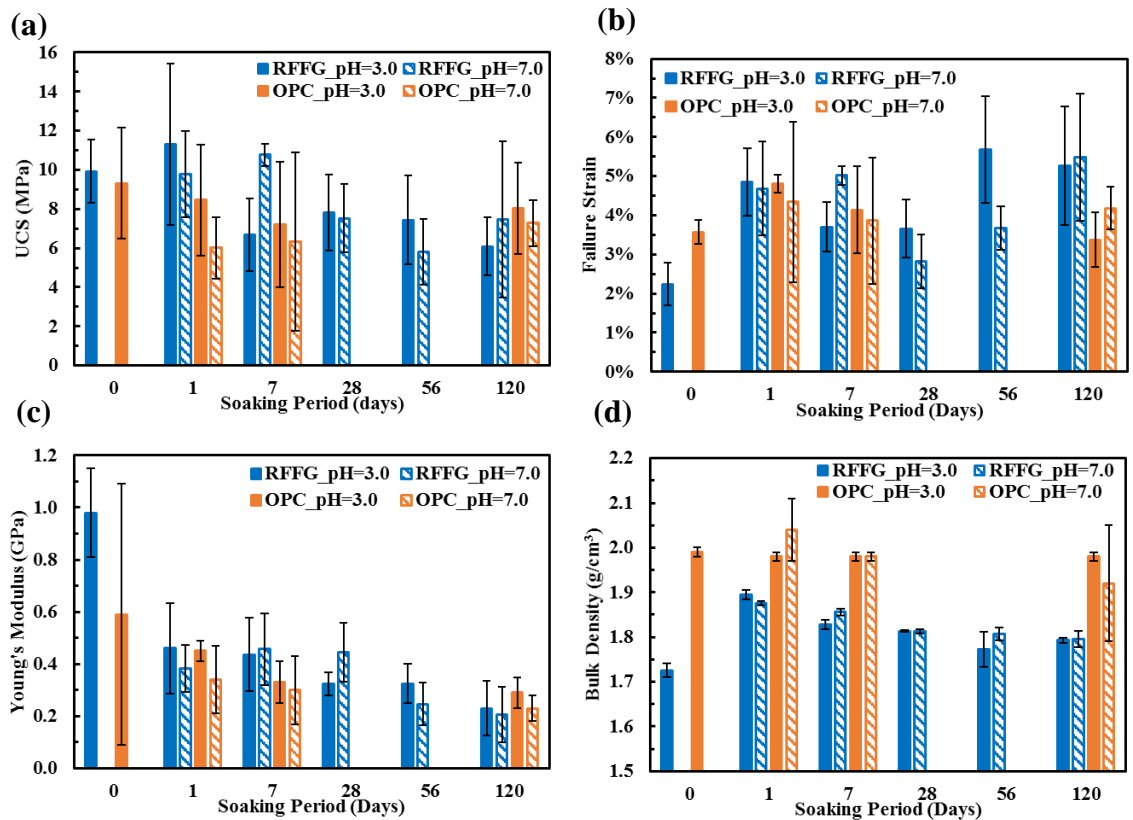 (a)
16
14
12
10
8
6
4
2
0
UCS (MPa)
RFFG_pH=3.0 RFFG_pH=7.0
OPC_pH=3.0 OPC_pH=7.0
0 1 7 28 56 120
Soaking Period (days)
(b)
8%
7%
6%
5%
4%
3%
2%
1%
0%
Failure Strain
RFFG_pH=3.0 RFFG_pH=7.0
OPC_pH=3.0 OPC_pH=7.0
0 1 7 28 56 120
Soaking Period (Days)
(c)
1.2
1.0
0.8
0.6
0.4
0.2
0.0
Young's Modulus (GPa)
RFFG_pH=3.0 RFFG_pH=7.0
OPC_pH=3.0 OPC_pH=7.0
0 1 7 28 56 120
Soaking Period (Days)
(d)
2.2
2.1
2.0
1.9
1.8
1.7
1.6
1.5
Bulk Density (g/cm³)
RFFG_pH=3.0 RFFG_pH=7.0
OPC_pH=3.0 OPC_pH=7.0
0 1 7 28 56 120
Soaking Period (Days)